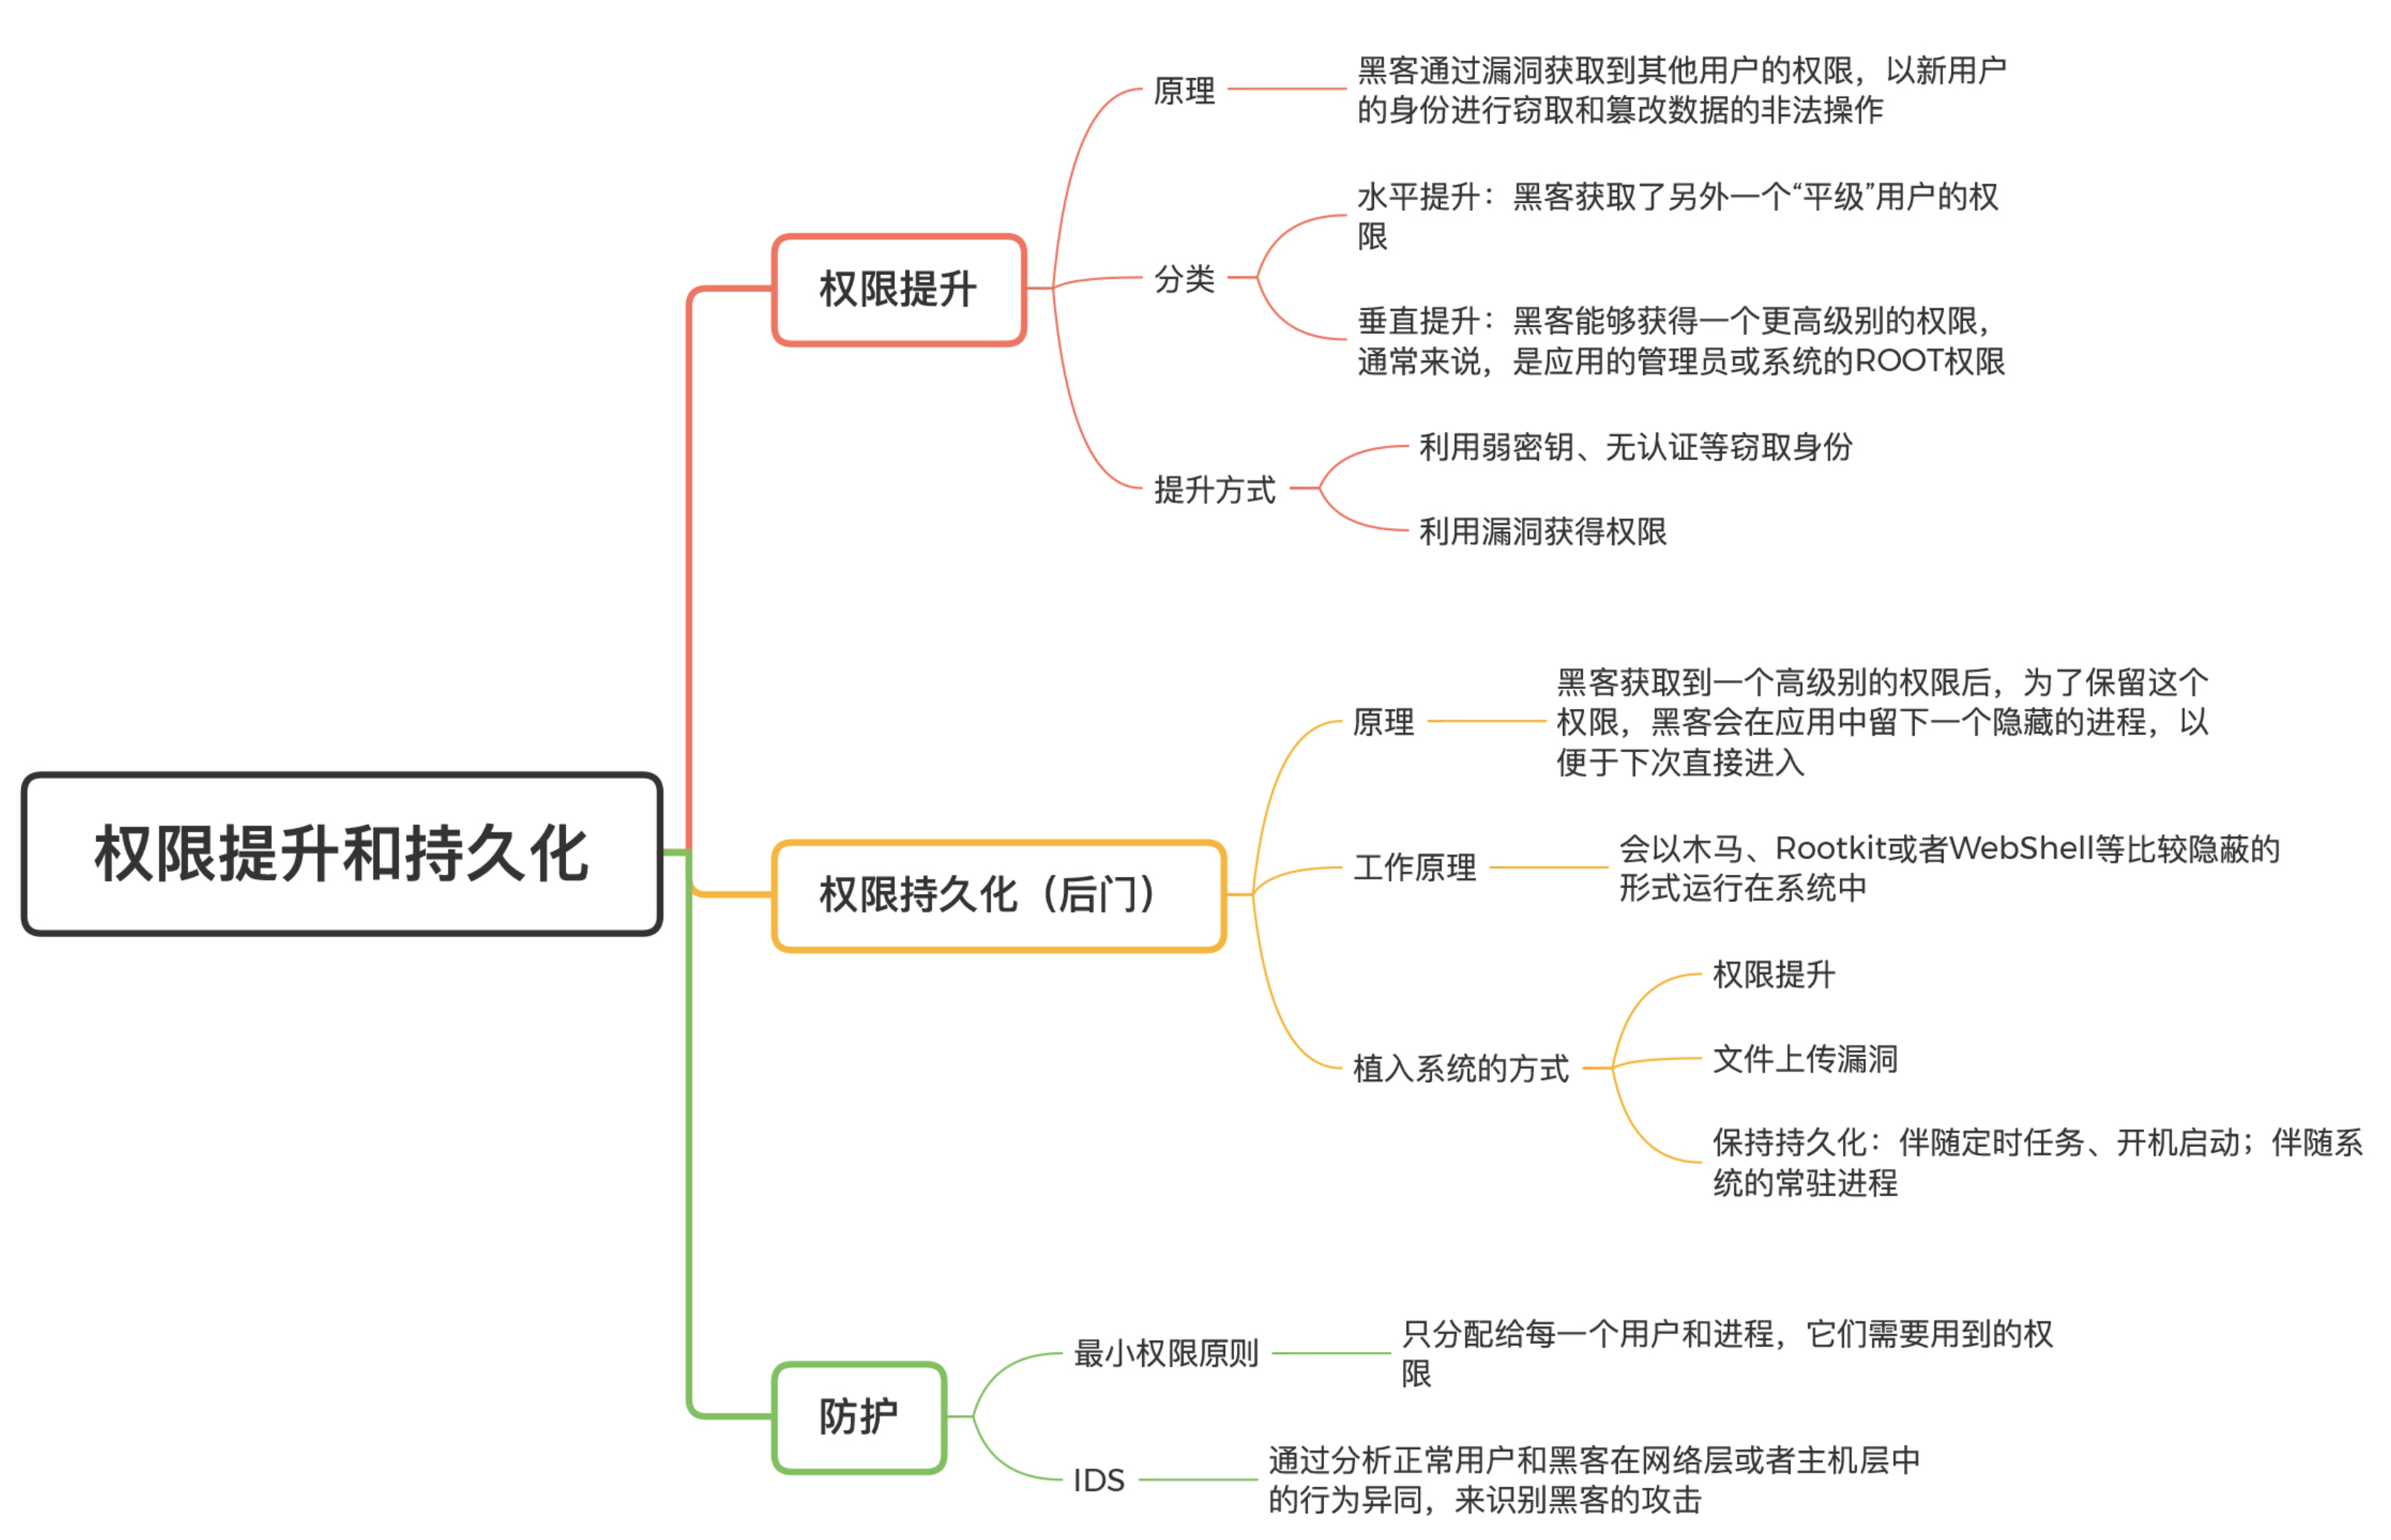 权限提升和持久化
权限提升
原理
黑客通过漏洞获取到其他用户的权限，以新用户
的身份进行窃取和篡改数据的非法操作
分类
水平提升：黑客获取了另外一个“平级”用户的权
限
垂直提升：黑客能够获得一个更高级别的权限，
通常来说，是应用的管理员或系统的ROOT权限
提升方式
利用弱密钥、无认证等窃取身份
利用漏洞获得权限
权限持久化（后门）
原理
黑客获取到一个高级别的权限后，为了保留这个
权限，黑客会在应用中留下一个隐藏的进程，以
便于下次直接进入
工作原理
会以木马、Rootkit或者WebShell等比较隐蔽的
形式运行在系统中
植入系统的方式
权限提升
文件上传漏洞
保持持久化：伴随定时任务、开机启动；伴随系
统的常驻进程
防护
最小权限原则
只分配给每一个用户和进程，它们需要用到的权
限
IDS
通过分析正常用户和黑客在网络层或者主机层中
的行为异同，来识别黑客的攻击